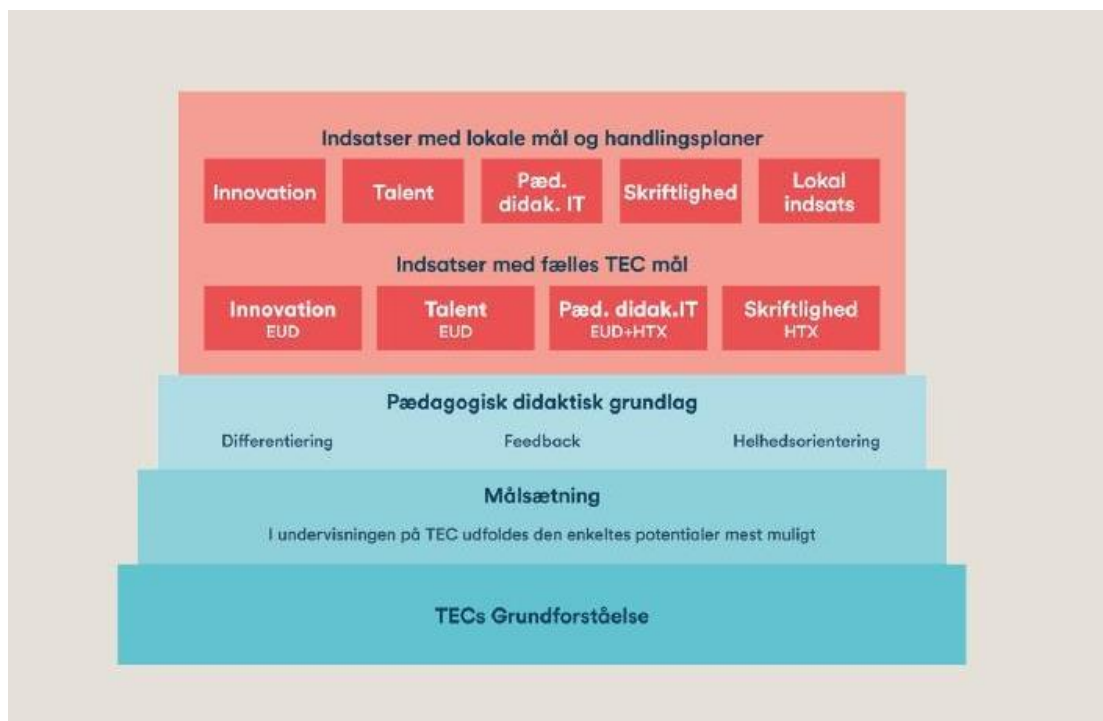 Indsatser med lokale mål og handlingsplaner
Innovation
Talent
Pæd.
didak. IT
Skriftlighed
Lokal
indsats
Indsatser med fælles TEC mål
Innovation
EUD
Talent
EUD
Pæd. didak.IT
EUD+HTX
Skriftlighed
HTX
Pædagogisk didaktisk grundlag
Differentiering
Feedback
Helhedsorientering
Målsætning
I undervisningen på TEC udfoldes den enkeltes potentialer mest muligt
TECs Grundforståelse